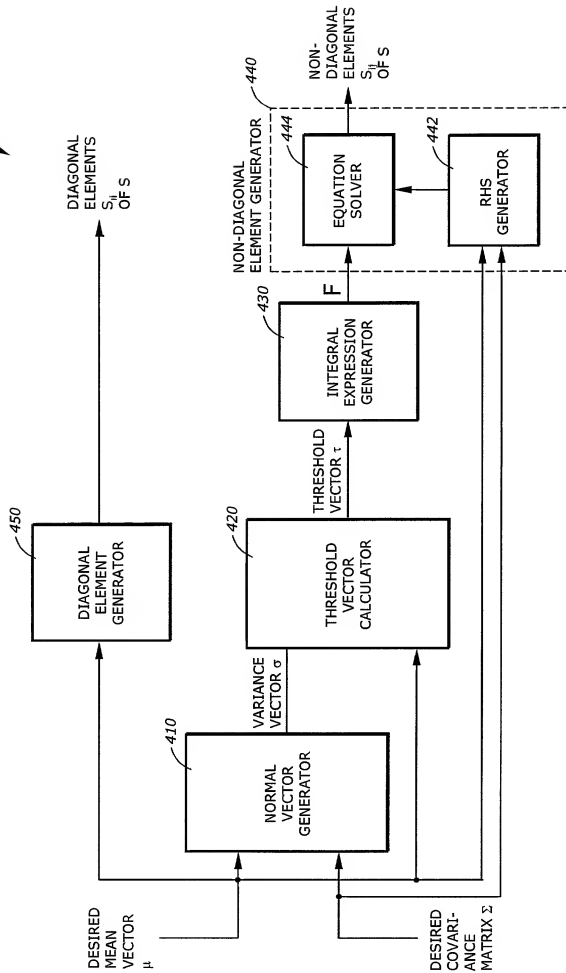 450
DIAGONAL
ELEMENT
GENERATOR
DIAGONAL
ELEMENTS
S_ii
OF S
DESIRED
MEAN
VECTOR
μ
410
NORMAL
VECTOR
GENERATOR
VARIANCE
VECTOR σ
420
THRESHOLD
VECTOR
CALCULATOR
THRESHOLD
VECTOR τ
430
INTEGRAL
EXPRESSION
GENERATOR
F
NON-DIAGONAL
ELEMENT GENERATOR
440
444
EQUATION
SOLVER
NON-
DIAGONAL
ELEMENTS
S_ij
OF S
442
RHS
GENERATOR
DESIRED
COVARI-
ANCE
MATRIX Σ